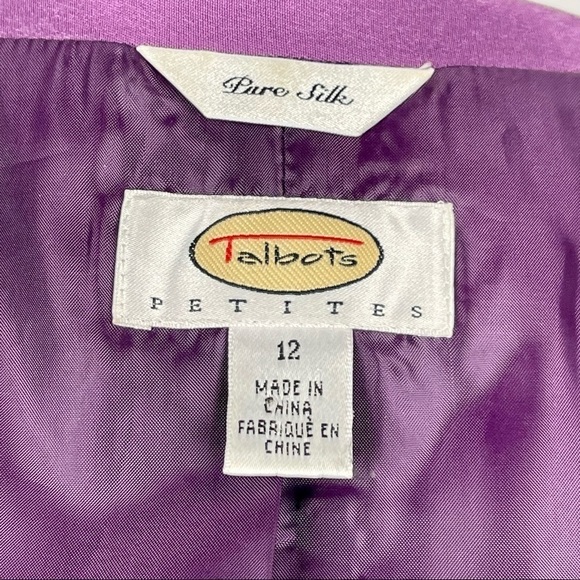 Pure Silk
Talbots
PETITES
12
MADE IN
CHINA
FABRIQUÉ EN
CHINE